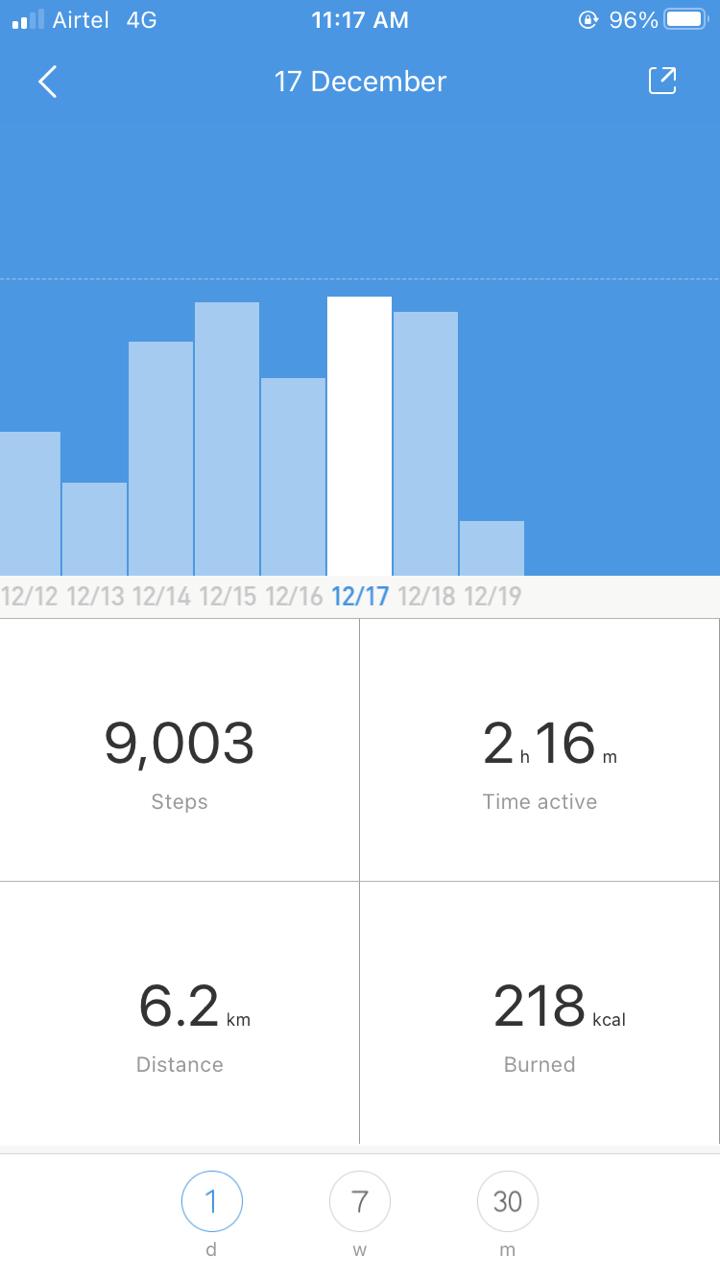 Airtel 4G 11:17 AM 96%
17 December
12/12 12/13 12/14 12/15 12/16 12/17 12/18 12/19
9,003 2 h 16 m
Steps Time active
6.2 km 218 kcal
Distance Burned
1 7 30
d w m